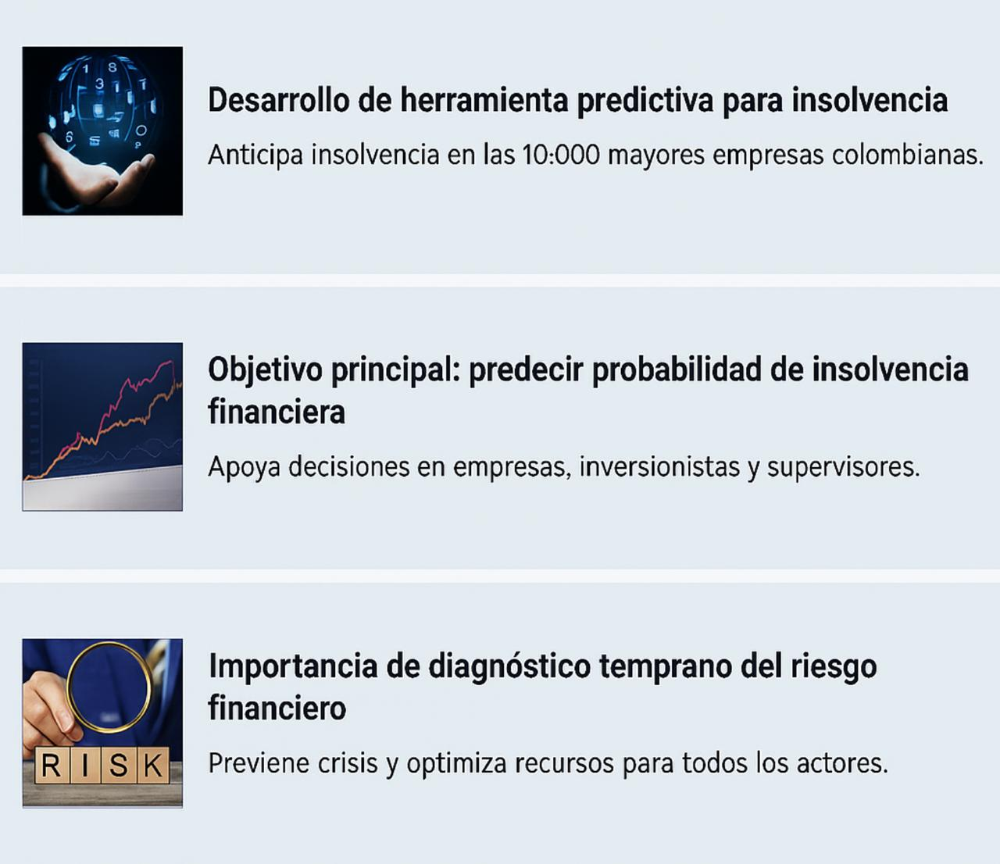 Desarrollo de herramienta predictiva para insolvencia
Anticipa insolvencia en las 10:000 mayores empresas colombianas.
Objetivo principal: predecir probabilidad de insolvencia
financiera
Apoya decisiones en empresas, inversionistas y supervisores.
Importancia de diagnóstico temprano del riesgo
financiero
Previene crisis y optimiza recursos para todos los actores.
RISK